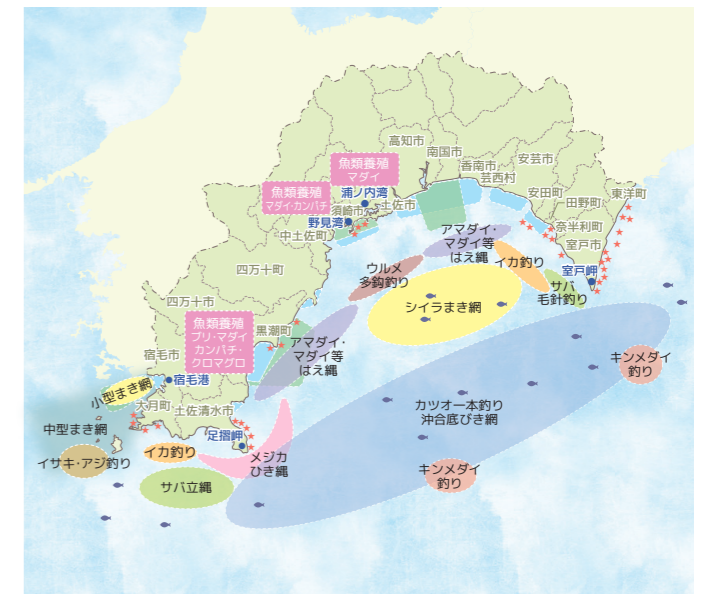 高知市
南国市
香南市
芸西村
安芸市
安田町
田野町
東洋町
奈半利町
室戸市
室戸岬
魚類養殖
マダイ
浦ノ内湾
土佐市
魚類養殖
マダイ・カンパチ
須崎市
野見湾
中土佐町
アマダイ・
マダイ等
はえ縄
イカ釣り
サバ
毛針釣り
ウルメ
多鈎釣り
シイラまき網
四万十町
四万十市
魚類養殖
ブリ・マダイ
カンパチ・
クロマグロ
黒潮町
アマダイ・
マダイ等
はえ縄
宿毛市
宿毛港
小型まき網
大月町
土佐清水市
中型まき網
足摺岬
イサキ・アジ釣り
イカ釣り
メジカ
ひき縄
サバ立縄
カツオ一本釣り
沖合底びき網
キンメダイ
釣り
キンメダイ
釣り